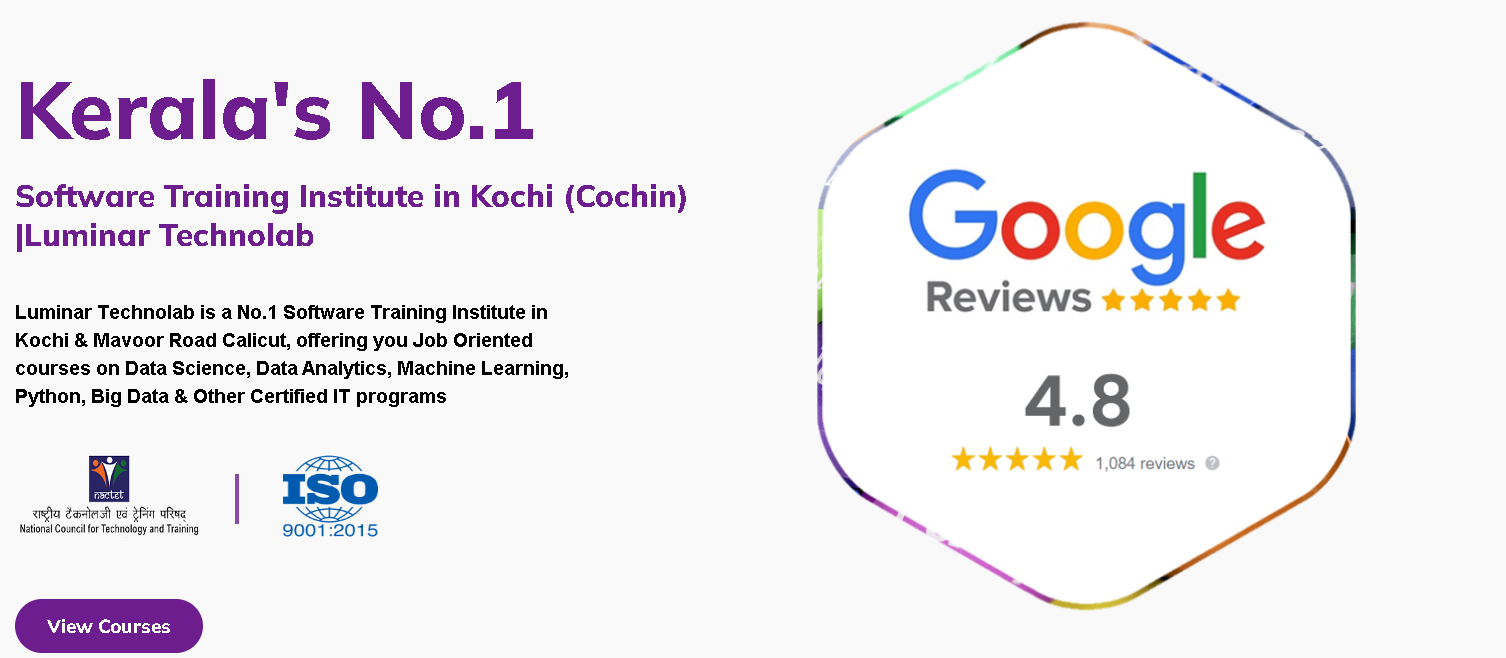 Kerala's No.1
Software Training Institute in Kochi (Cochin)
|Luminar Technolab
Luminar Technolab is a No.1 Software Training Institute in
Kochi & Mavoor Road Calicut, offering you Job Oriented
courses on Data Science, Data Analytics, Machine Learning,
Python, Big Data & Other Certified IT programs
nactet
राष्ट्रीय टैकनोलजी एवं ट्रेनिंग परिषद्
National Council for Technology and Training
ISO
9001:2015
View Courses
Google
Reviews
4.8
1,084 reviews ?